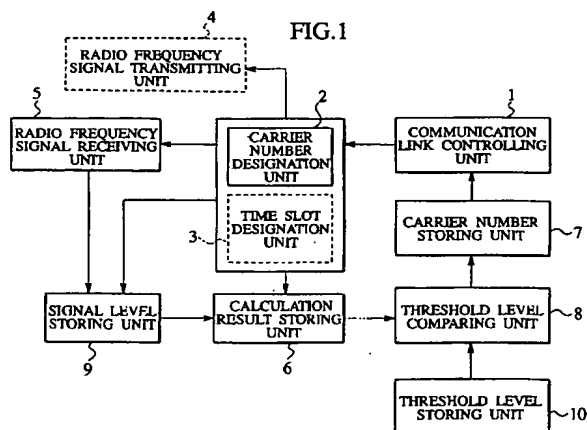 FIG.1
4
RADIO FREQUENCY
SIGNAL TRANSMITTING
UNIT
5
RADIO FREQUENCY
SIGNAL RECEIVING
UNIT
2
CARRIER
NUMBER
DESIGNATION
UNIT
3
TIME SLOT
DESIGNATION
UNIT
1
COMMUNICATION
LINK CONTROLLING
UNIT
CARRIER NUMBER
STORING UNIT
7
SIGNAL LEVEL
STORING UNIT
9
CALCULATION
RESULT STORING
UNIT
6
THRESHOLD LEVEL
COMPARING UNIT
8
THRESHOLD LEVEL
STORING UNIT
10